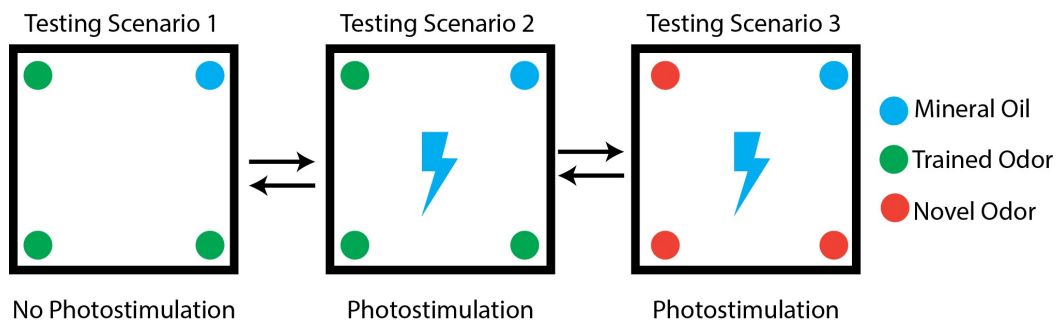 Testing Scenario 1
Testing Scenario 2
Testing Scenario 3
Mineral Oil
Trained Odor
Novel Odor
No Photostimulation
Photostimulation
Photostimulation